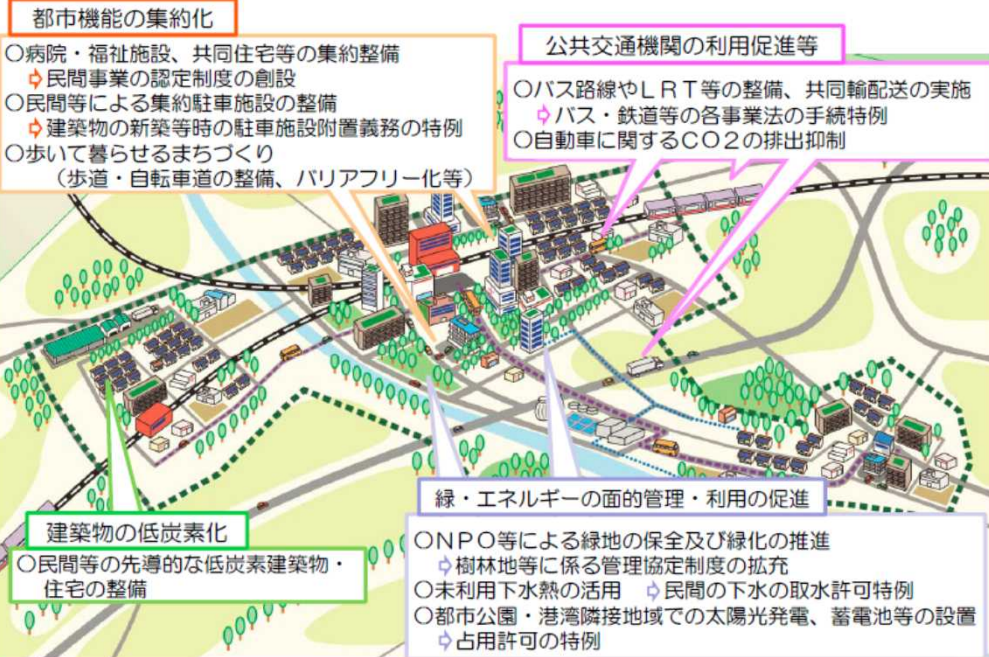 都市機能の集約化
○病院・福祉施設、共同住宅等の集約整備
⇨民間事業の認定制度の創設
○民間等による集約駐車施設の整備
⇨建築物の新築等時の駐車施設附置義務の特例
○歩いて暮らせるまちづくり
（歩道・自転車道の整備、バリアフリー化等）
公共交通機関の利用促進等
○バス路線やＬＲＴ等の整備、共同輸配送の実施
⇨バス・鉄道等の各事業法の手続特例
○自動車に関するＣＯ２の排出抑制
建築物の低炭素化
○民間等の先導的な低炭素建築物・
住宅の整備
緑・エネルギーの面的管理・利用の促進
○ＮＰＯ等による緑地の保全及び緑化の推進
⇨樹林地等に係る管理協定制度の拡充
○未利用下水熱の活用　⇨民間の下水の取水許可特例
○都市公園・港湾隣接地域での太陽光発電、蓄電池等の設置
⇨占用許可の特例